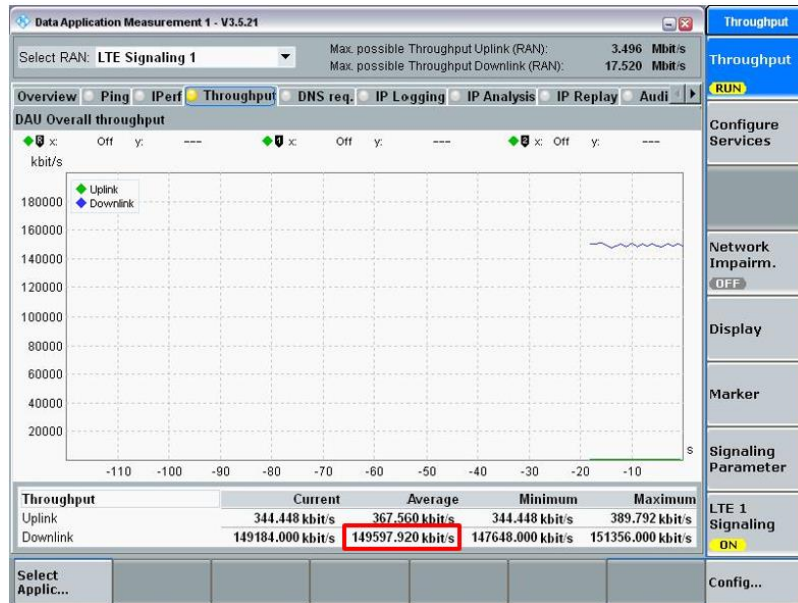 Data Application Measurement 1 - V3.5.21
Throughput
Select RAN: LTE Signaling 1
Max. possible Throughput Uplink (RAN): 3.496 Mbit/s
Max. possible Throughput Downlink (RAN): 17.520 Mbit/s
Throughput
RUN
Overview Ping IPerf Throughput DNS req. IP Logging IP Analysis IP Replay Audi
DAU Overall throughput
x: Off y: --- x: Off y: --- 2 x: Off y: ---
kbit/s
Uplink
Downlink
180000
160000
140000
120000
100000
80000
60000
40000
20000
s
-110 -100 -90 -80 -70 -60 -50 -40 -30 -20 -10
Throughput Current Average Minimum Maximum
Uplink 344.448 kbit/s 367.560 kbit/s 344.448 kbit/s 389.792 kbit/s
Downlink 149184.000 kbit/s 149597.920 kbit/s 147648.000 kbit/s 151356.000 kbit/s
Configure
Services
Network
Impairm.
OFF
Display
Marker
Signaling
Parameter
LTE 1
Signaling
ON
Select
Applic...
Config...